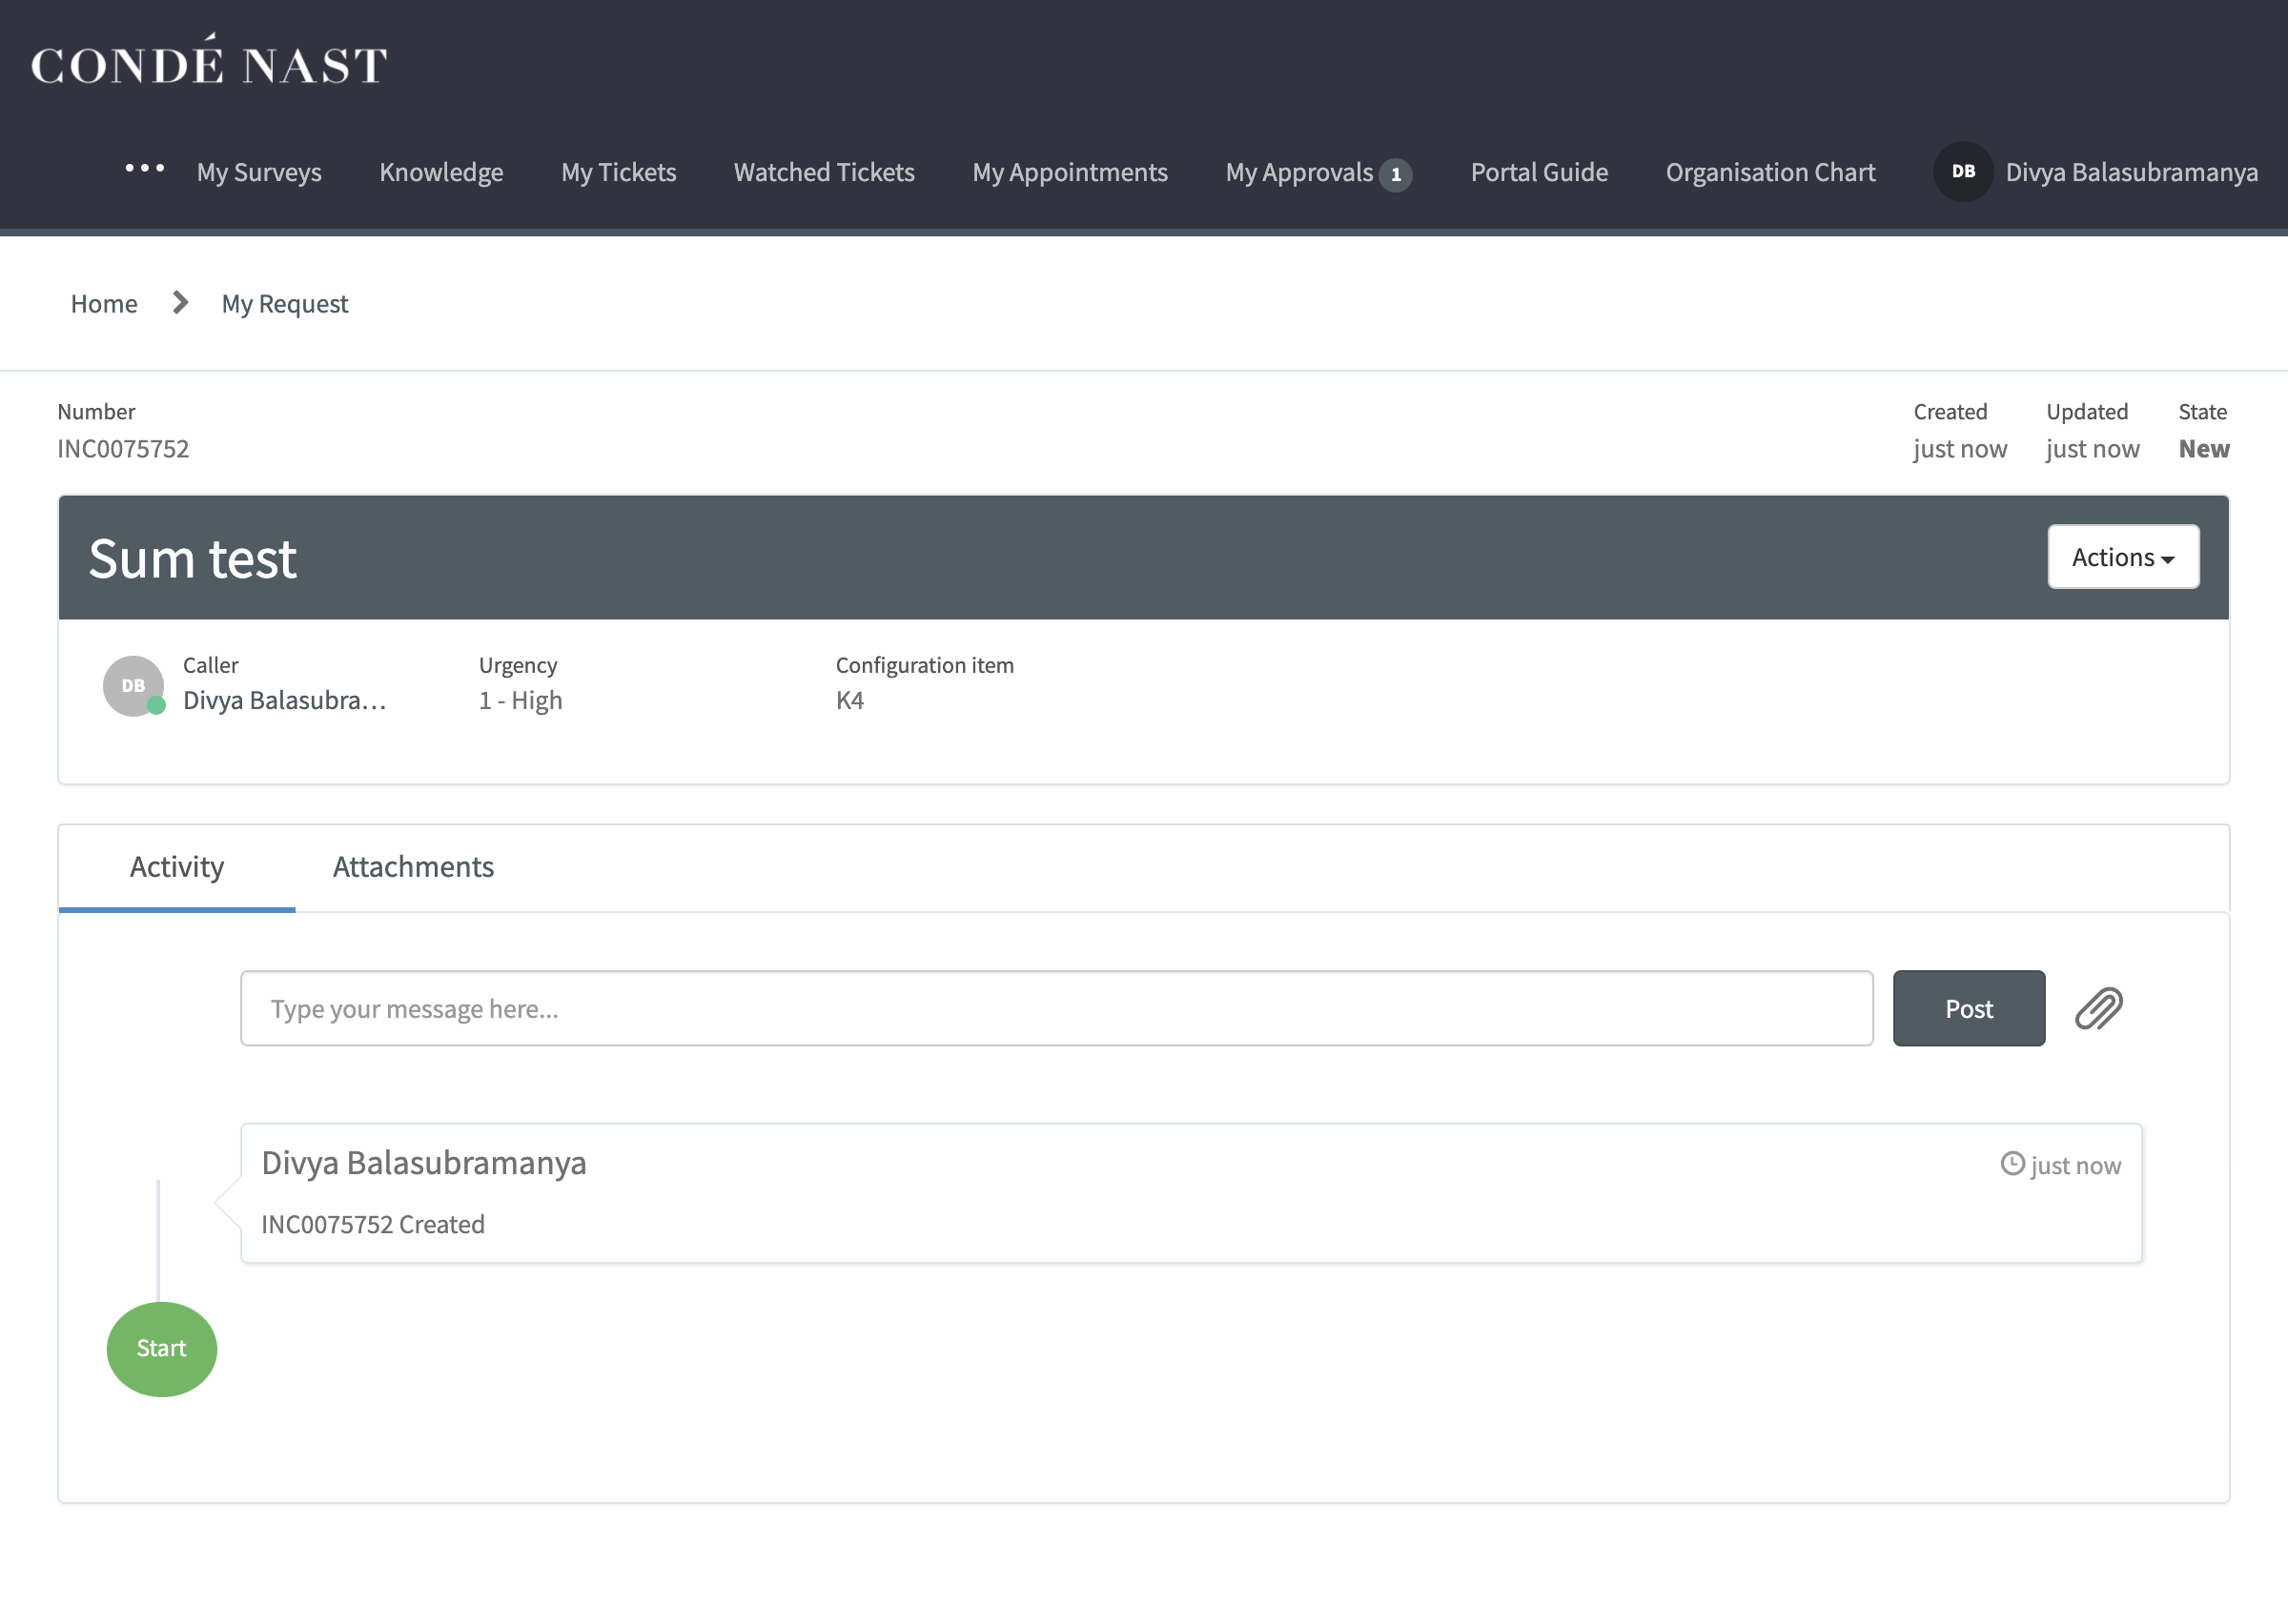 CONDÉ NAST
My Surveys Knowledge My Tickets Watched Tickets My Appointments My Approvals 1 Portal Guide Organisation Chart DB Divya Balasubramanya
Home My Request
Number Created Updated State
INC0075752 just now just now New
Sum test Actions
Caller Urgency Configuration item
DB Divya Balasubra... 1 - High K4
Activity Attachments
Type your message here... Post
Divya Balasubramanya just now
INC0075752 Created
Start